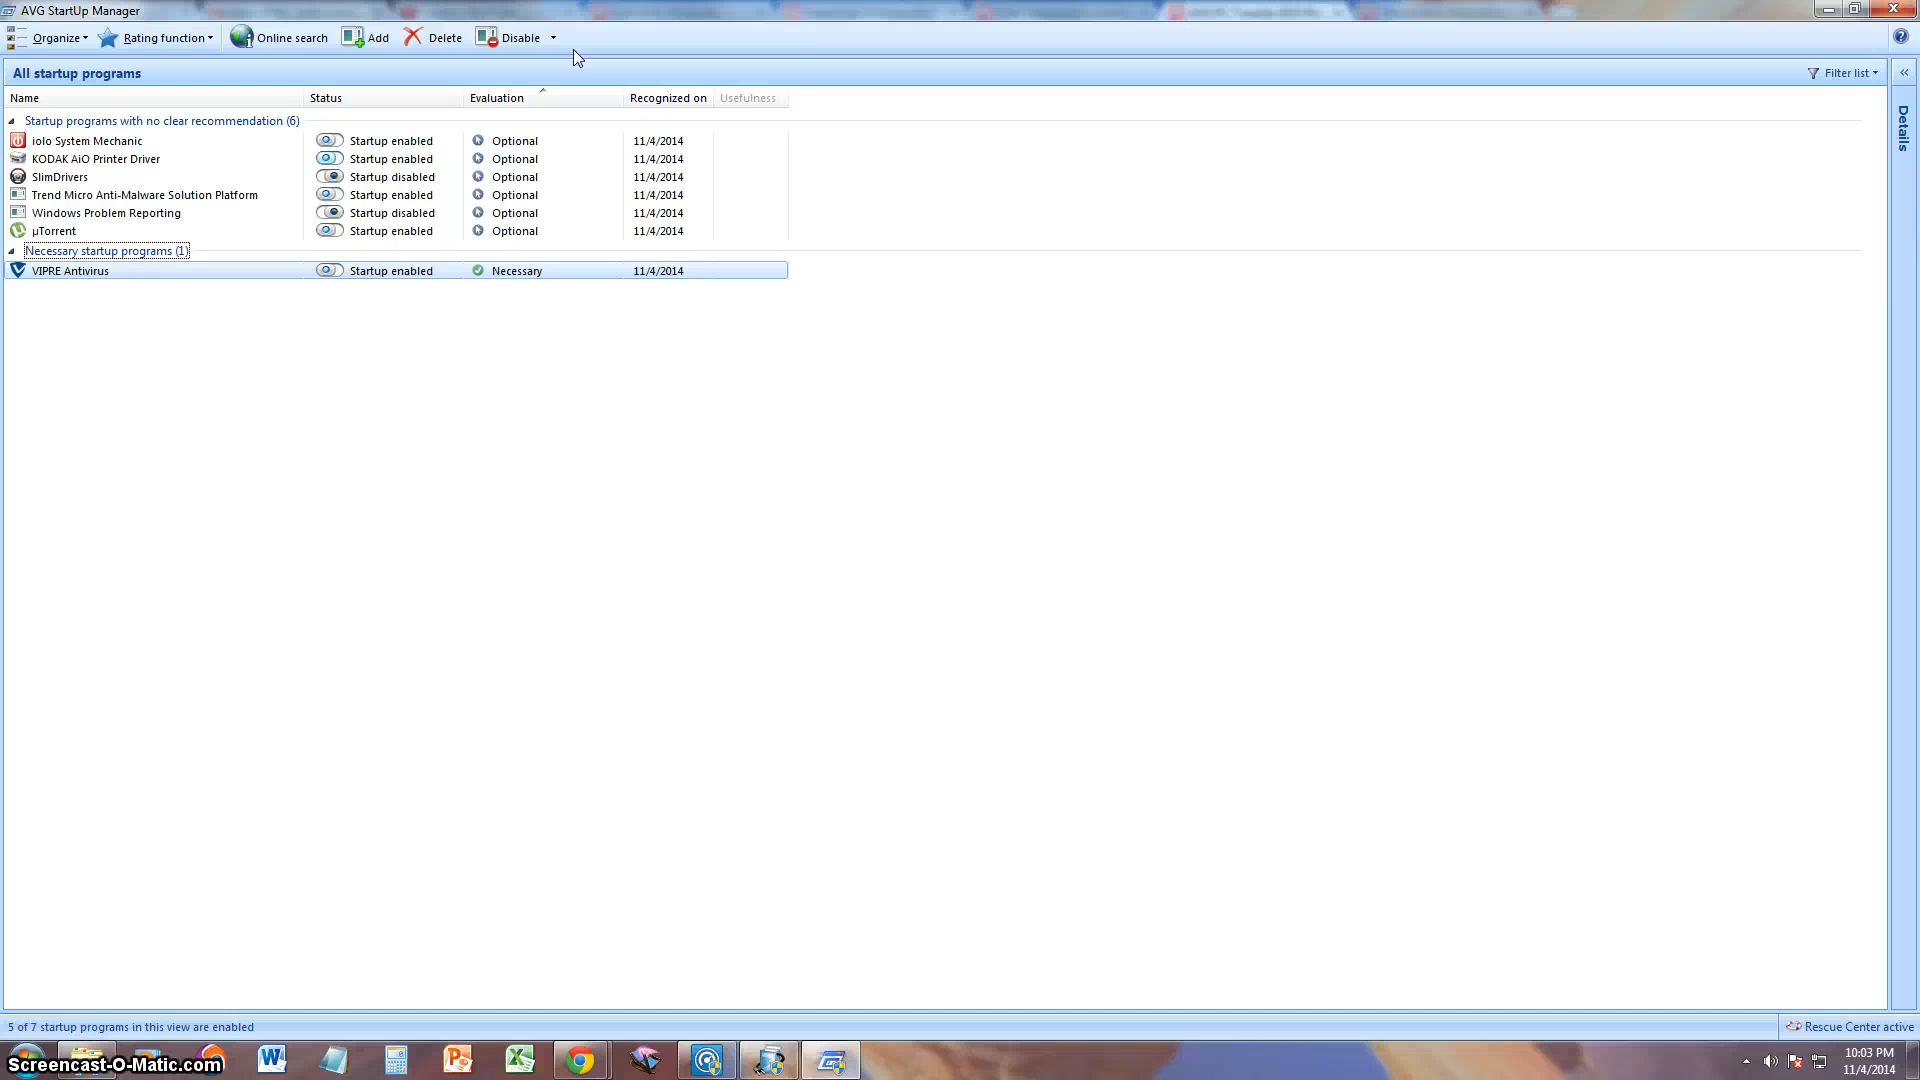 AVG StartUp Manager
Organize Rating function Online search Add Delete Disable
All startup programs Filter list
Name Status Evaluation Recognized on Usefulness
Details
Startup programs with no clear recommendation (6)
iolo System Mechanic Startup enabled Optional 11/4/2014
KODAK AiO Printer Driver Startup enabled Optional 11/4/2014
SlimDrivers Startup disabled Optional 11/4/2014
Trend Micro Anti-Malware Solution Platform Startup enabled Optional 11/4/2014
Windows Problem Reporting Startup disabled Optional 11/4/2014
µTorrent Startup enabled Optional 11/4/2014
Necessary startup programs (1)
VIPRE Antivirus Startup enabled Necessary 11/4/2014
5 of 7 startup programs in this view are enabled Rescue Center active
Screencast-O-Matic.com
10:03 PM
11/4/2014